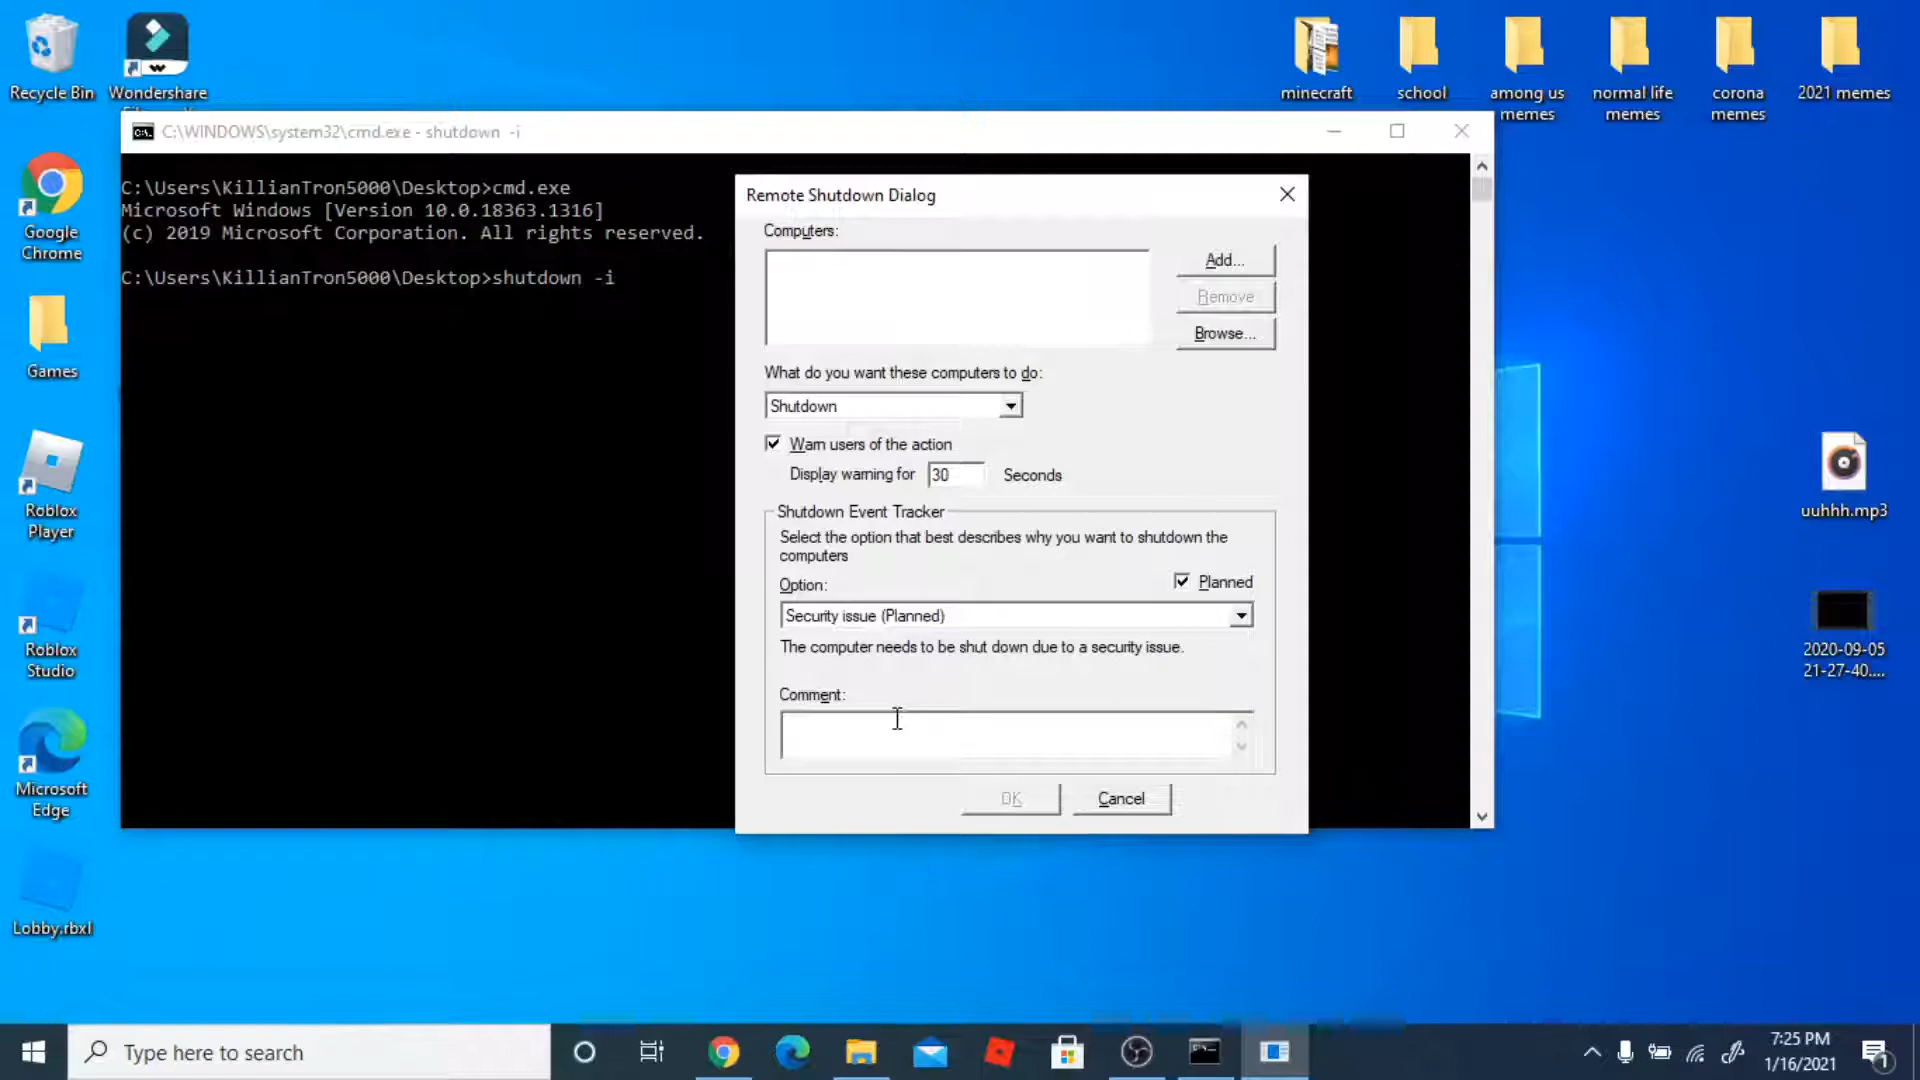 Recycle Bin
Wondershare
minecraft
school
among us
memes
normal life
memes
corona
memes
2021 memes
C:\WINDOWS\system32\cmd.exe - shutdown -i
C:\Users\KillianTron5000\Desktop>cmd.exe
Microsoft Windows [Version 10.0.18363.1316]
(c) 2019 Microsoft Corporation. All rights reserved.
C:\Users\KillianTron5000\Desktop>shutdown -i
Remote Shutdown Dialog
Computers:
Add...
Remove
Browse...
What do you want these computers to do:
Shutdown
Warn users of the action
Display warning for 30 Seconds
Shutdown Event Tracker
Select the option that best describes why you want to shutdown the
computers
Option:
Planned
Security issue (Planned)
The computer needs to be shut down due to a security issue.
Comment:
OK
Cancel
Google
Chrome
Games
Roblox
Player
Roblox
Studio
Microsoft
Edge
Lobby.rbxl
uuhhh.mp3
2020-09-05
21-27-40....
Type here to search
7:25 PM
1/16/2021
1